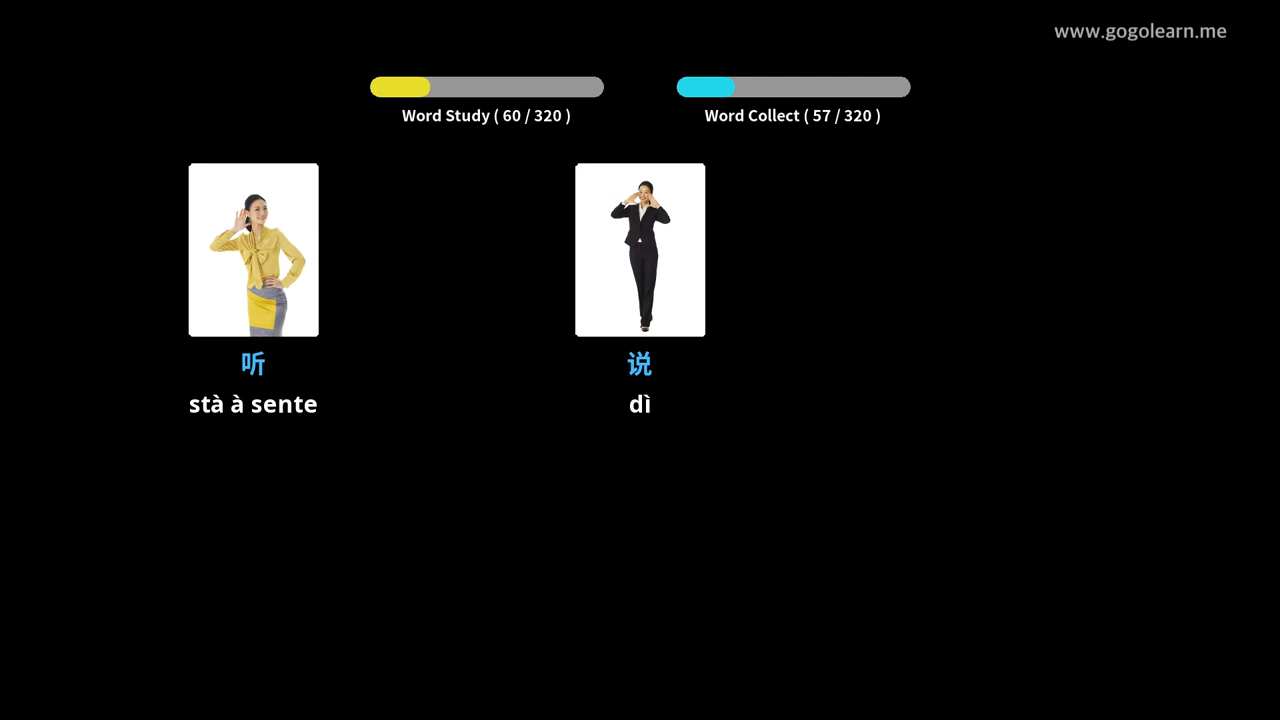 www.gogolearn.me
Word Study ( 60 / 320 )
Word Collect ( 57 / 320 )
听
说
stà à sente
dì